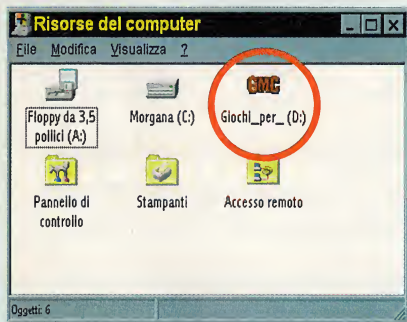 Risorse del computer
File Modifica Visualizza ?
GMC
Floppy da 3,5
pollici (A:)
Morgana (C:)
Giochi_per_ (D:)
Pannello di
controllo
Stampanti
Accesso remoto
Oggetti: 6